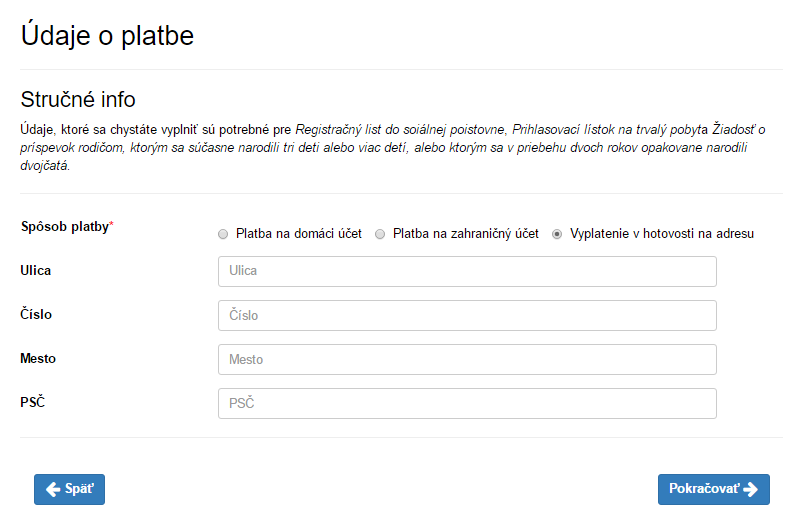 Údaje o platbe
Stručné info
Údaje, ktoré sa chystáte vyplniť sú potrebné pre Registračný list do soiálnej poistovne, Prihlasovací lístok na trvalý pobyta Žiadosť o
príspevok rodičom, ktorým sa súčasne narodili tri deti alebo viac detí, alebo ktorým sa v priebehu dvoch rokov opakovane narodili
dvojčatá.
Spôsob platby*
Platba na domáci účet Platba na zahraničný účet Vyplatenie v hotovosti na adresu
Ulica
Ulica
Číslo
Číslo
Mesto
Mesto
PSČ
PSČ
Späť
Pokračovať